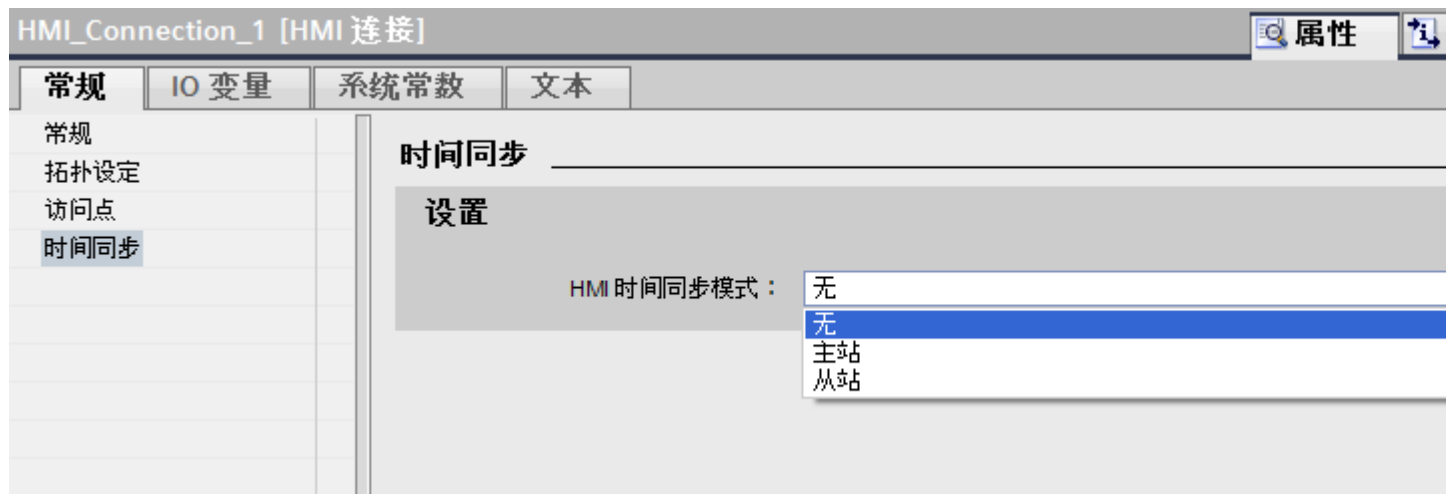 HMI_Connection_1 [HMI 连接]
属性
常规
IO 变量
系统常数
文本
常规
拓扑设定
访问点
时间同步
时间同步
设置
HMI 时间同步模式：
无
无
主站
从站